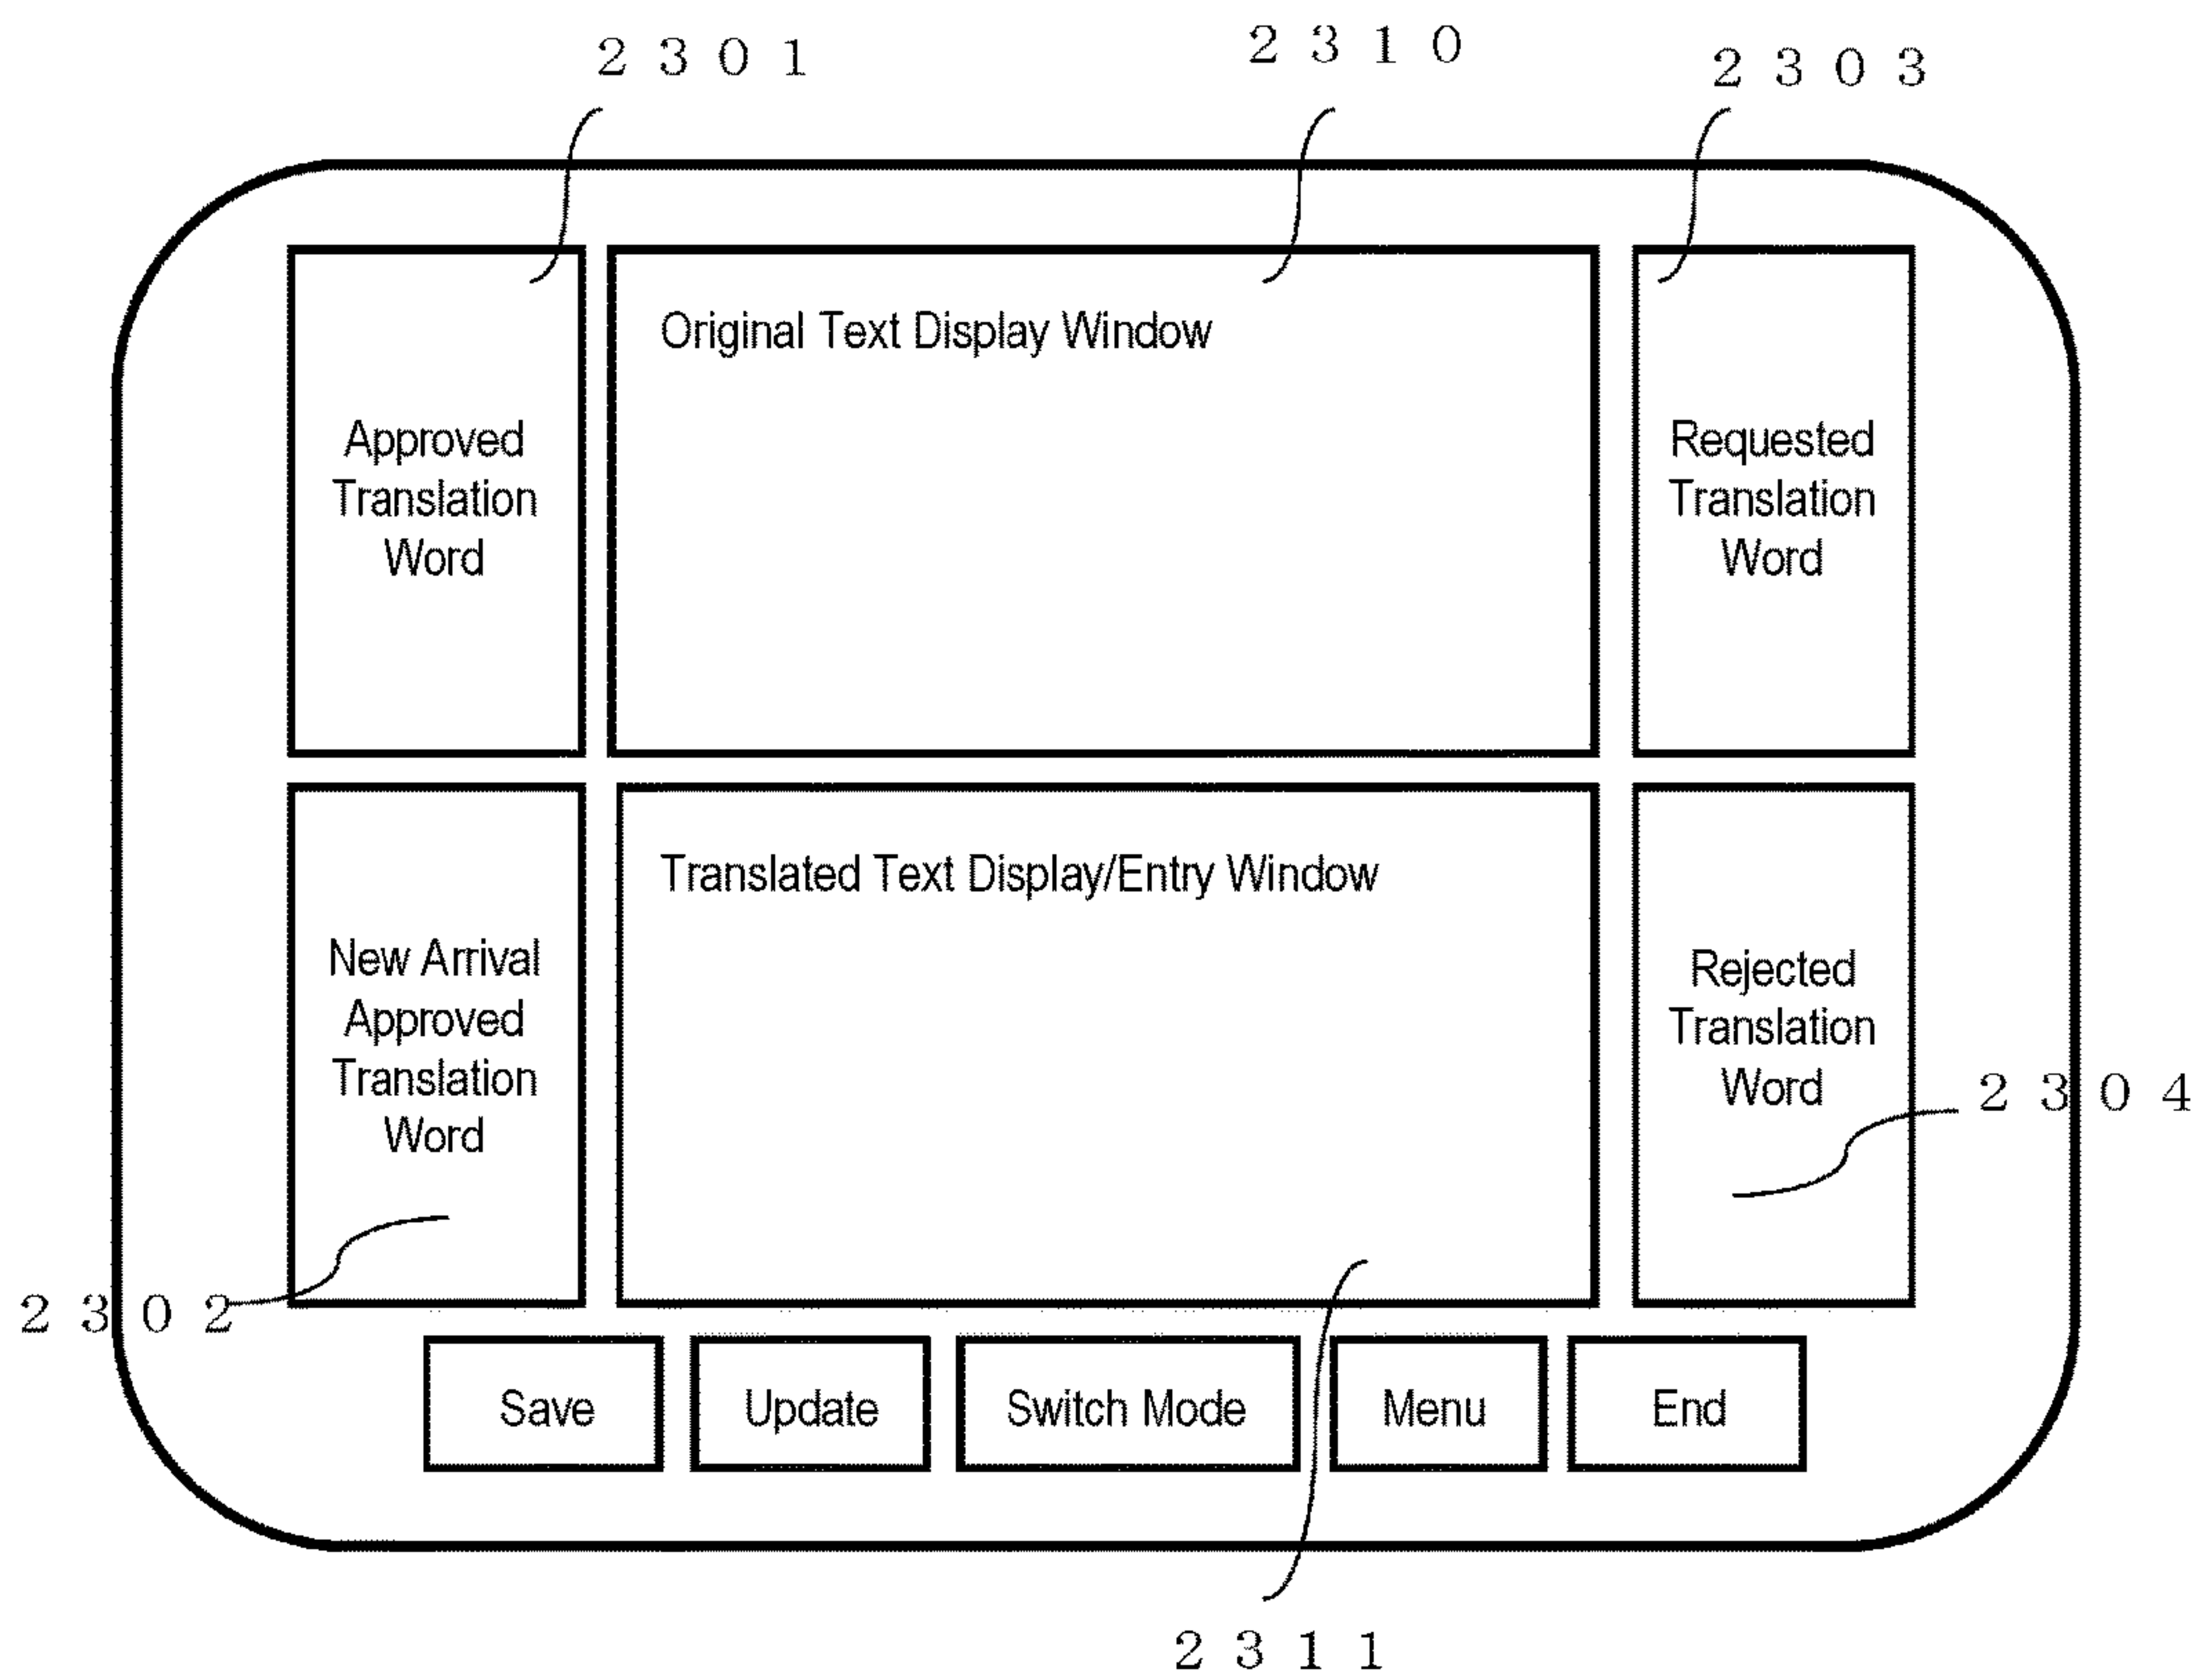 2301
2310
2303
Approved
Translation
Word
Original Text Display Window
Requested
Translation
Word
New Arrival
Approved
Translation
Word
Translated Text Display/Entry Window
Rejected
Translation
Word
2304
2302
Save
Update
Switch Mode
Menu
End
2311